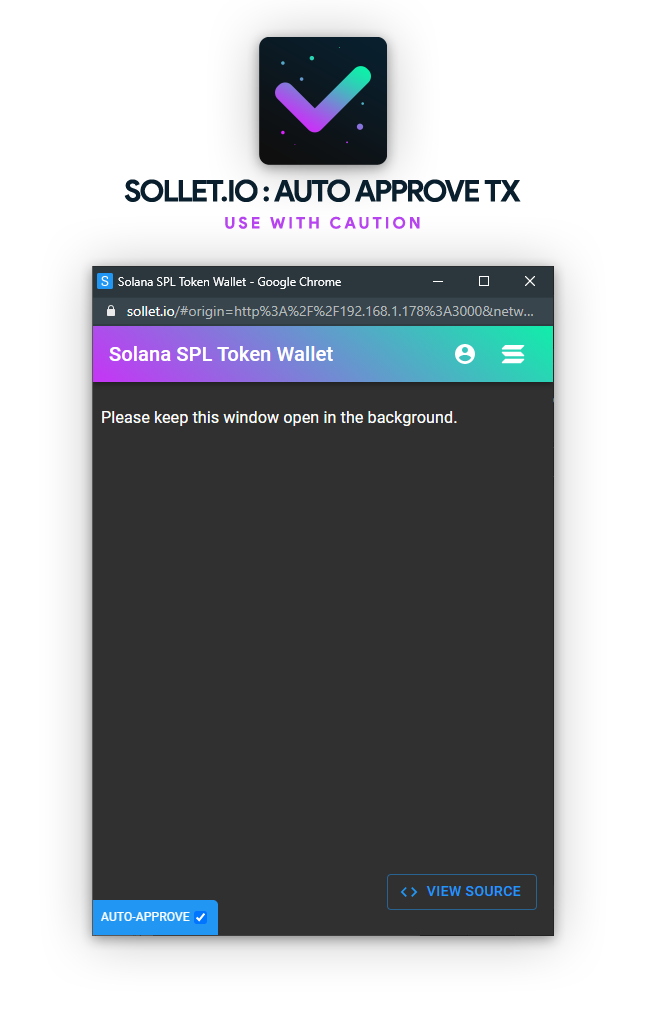 SOLLET.IO : AUTO APPROVE TX
USE WITH CAUTION
S Solana SPL Token Wallet - Google Chrome
sollet.io/#origin=http%3A%2F%2F192.168.1.178%3A3000&netw...
Solana SPL Token Wallet
Please keep this window open in the background.
<> VIEW SOURCE
AUTO-APPROVE